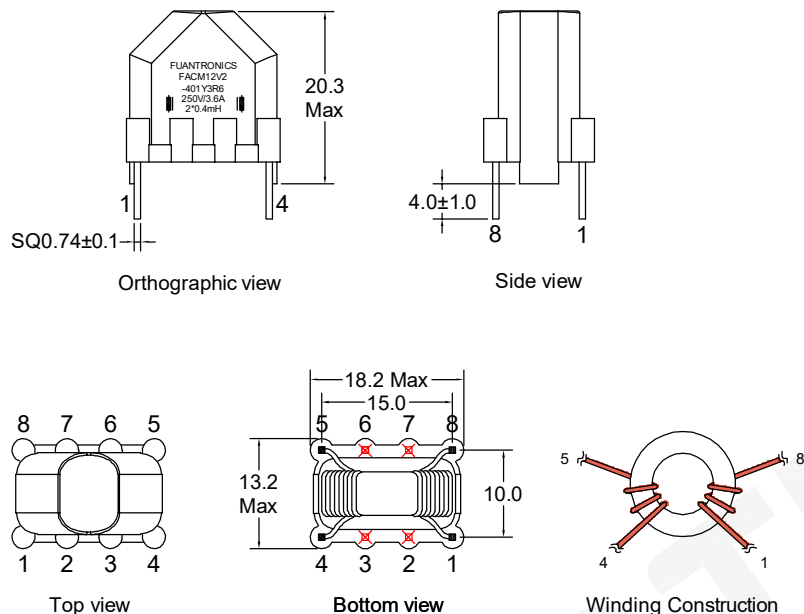 FUANTRONICS
FACM12V2
-401Y3R6
250V/3.6A
2*0.4mH
20.3
Max
1
4
SQ0.74±0.1
Orthographic view
4.0±1.0
8
1
Side view
8 7 6 5
1 2 3 4
Top view
18.2 Max
15.0
5 6 7 8
13.2
Max
10.0
4 3 2 1
Bottom view
5
8
4
1
Winding Construction